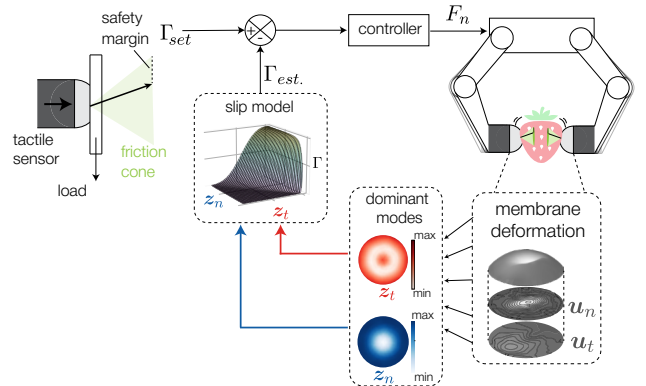 safety
margin
Γset
+
-
controller
Fn
Γest.
tactile
sensor
load
friction
cone
slip model
Γ
zn
zt
dominant
modes
max
min
zt
max
min
zn
membrane
deformation
un
ut